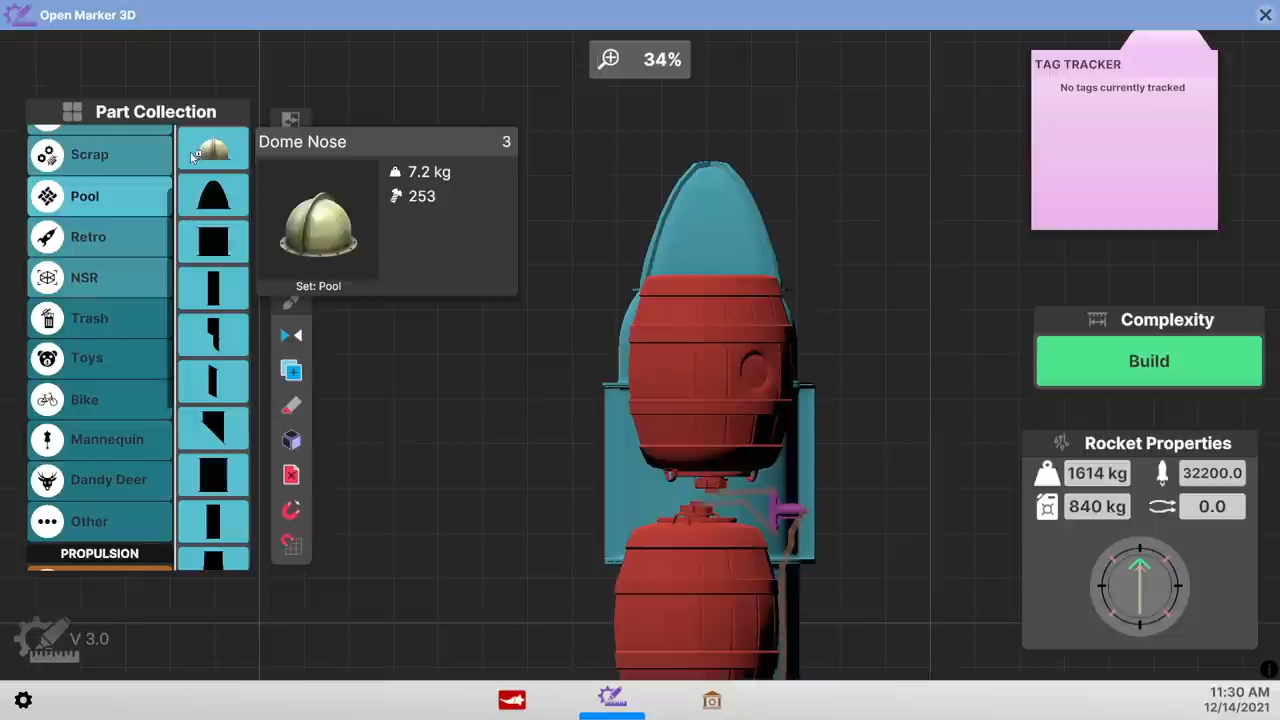 Open Marker 3D
34%
TAG TRACKER
No tags currently tracked
Part Collection
Scrap
Pool
Retro
NSR
Trash
Toys
Bike
Mannequin
Dandy Deer
Other
PROPULSION
Dome Nose 3
7.2 kg
253
Set: Pool
Complexity
Build
Rocket Properties
1614 kg 32200.0
840 kg 0.0
V 3.0
11:30 AM
12/14/2021